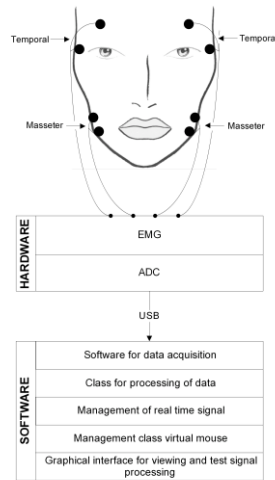 Temporal
Tempora
Masseter
Masseter
HARDWARE
EMG
ADC
USB
SOFTWARE
Software for data acquisition
Class for processing of data
Management of real time signal
Management class virtual mouse
Graphical interface for viewing and test signal
processing